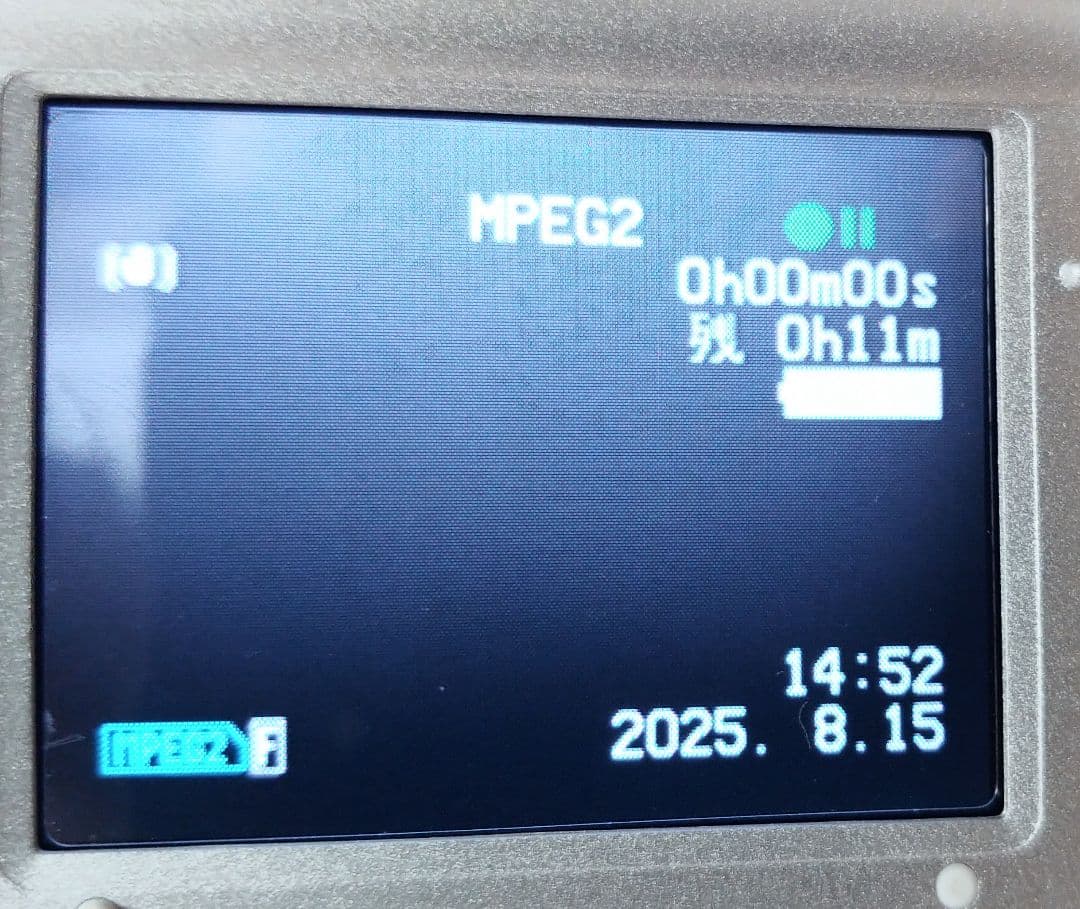 MPEG2
0h00m00s
残 0h11m
14:52
2025. 8.15
MPEG2 F